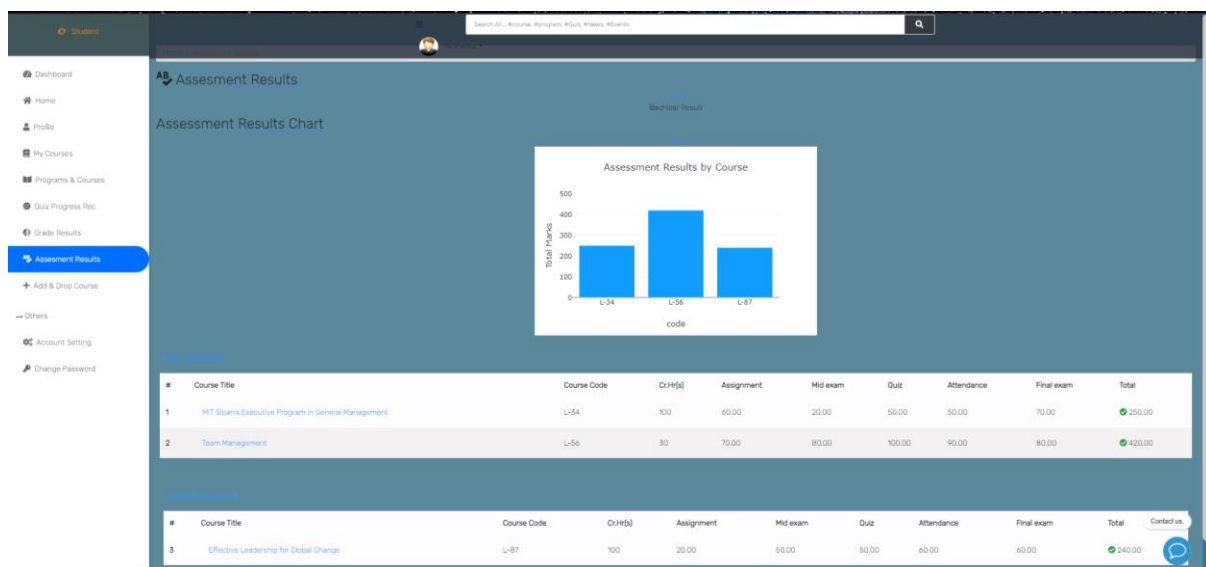 Student
Search All... #course, #program, #Quiz, #News, #Events
Dashboard
Home
Profile
My Courses
Programs & Courses
Quiz Progress Rec
Grade Results
Assesment Results
Add & Drop Course
Others
Account Setting
Change Password
Assesment Results
Assessment Results Chart
Assessment Results by Course
Total Marks
500
400
300
200
100
0
L-34 L-56 L-87
code
# Course Title Course Code Cr.Hr(s) Assignment Mid exam Quiz Attendance Final exam Total
1 MIT Sloan's Executive Program in General Management L-34 100 60.00 20.00 50.00 50.00 70.00 250.00
2 Team Management L-56 30 70.00 80.00 100.00 90.00 80.00 420.00
# Course Title Course Code Cr.Hr(s) Assignment Mid exam Quiz Attendance Final exam Total
3 Effective Leadership for Global Change L-87 100 20.00 50.00 50.00 60.00 60.00 240.00
Contact us.